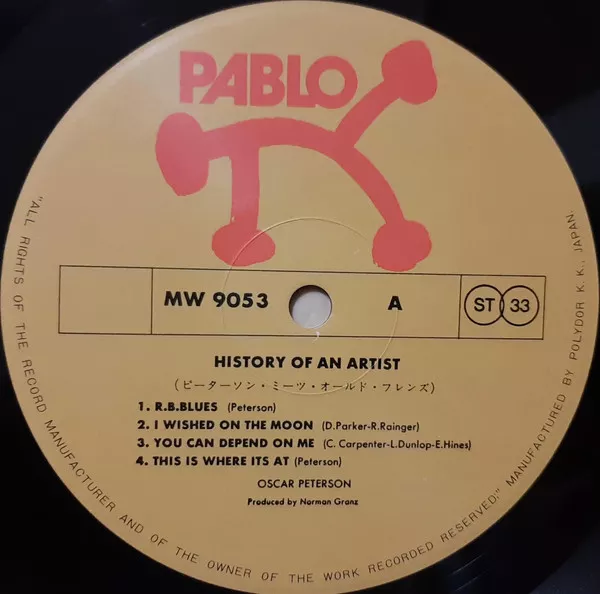 PABLO
MW 9053
A
ST 33
HISTORY OF AN ARTIST
(ピーターソン・ミーツ・オールド・フレンズ)
1. R.B.BLUES (Peterson)
2. I WISHED ON THE MOON (D.Parker-R.Rainger)
3. YOU CAN DEPEND ON ME (C. Carpenter-L.Dunlop-E.Hines)
4. THIS IS WHERE ITS AT (Peterson)
OSCAR PETERSON
Produced by Norman Granz
"ALL RIGHTS OF THE RECORD MANUFACTURER AND OF THE OWNER OF THE WORK RECORDED RESERVED." MANUFACTURED BY POLYDOR K.K., JAPAN.